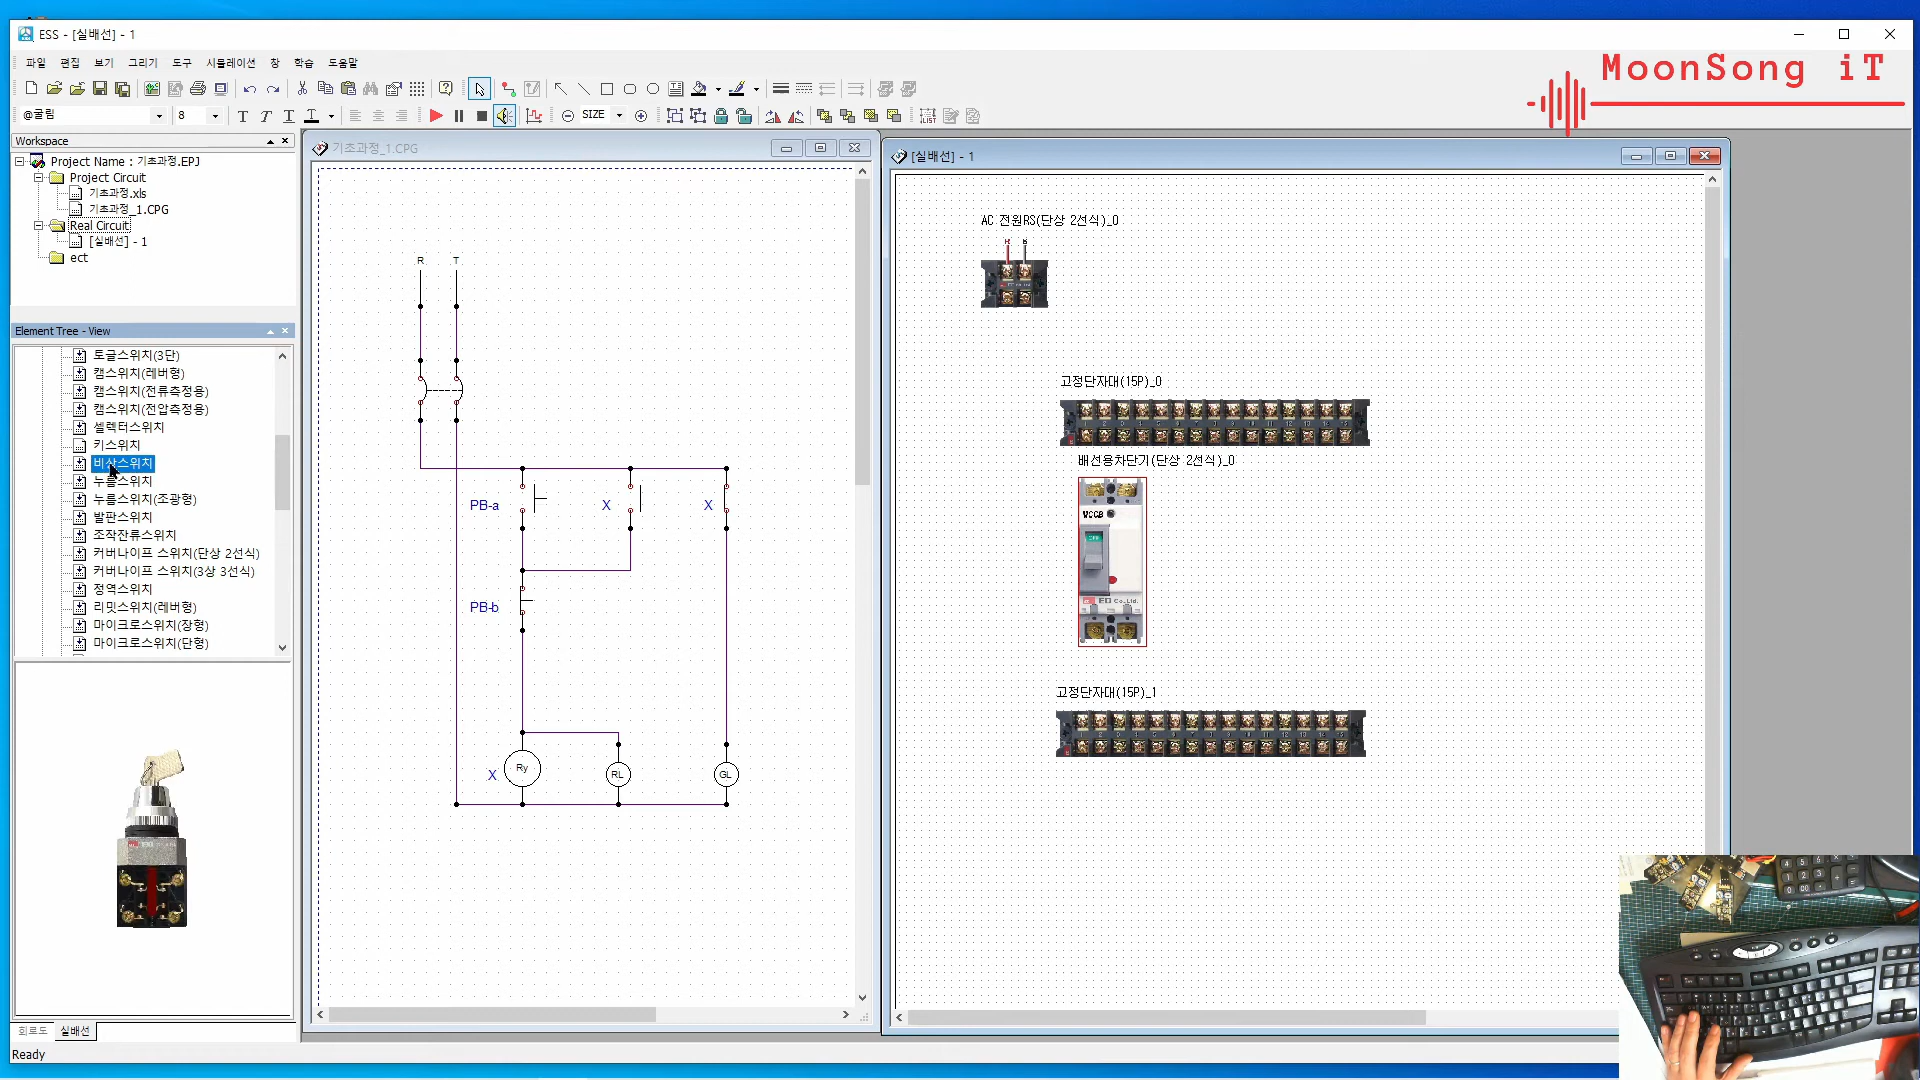 ESS - [실배선] - 1
MoonSong iT
파일 편집 보기 그리기 도구 시뮬레이션 창 학습 도움말
@굴림 8 SIZE
Workspace
Project Name : 기초과정.EPJ
Project Circuit
기초과정.xls
기초과정_1.CPG
Real Circuit
[실배선] - 1
ect
Element Tree - View
토글스위치(3단)
캠스위치(레버형)
캠스위치(전류측정용)
캠스위치(전압측정용)
셀렉터스위치
키스위치
비상스위치
누름스위치
누름스위치(조광형)
발판스위치
조작잔류스위치
커버나이프 스위치(단상 2선식)
커버나이프 스위치(3상 3선식)
정역스위치
리밋스위치(레버형)
마이크로스위치(장형)
마이크로스위치(단형)
회로도 실배선
Ready
기초과정_1.CPG
R T
PB-a X X
PB-b
X Ry RL GL
[실배선] - 1
AC 전원RS(단상 2선식)_0
R S
고정단자대(15P)_0
배선용차단기(단상 2선식)_0
MCCB
OFF
ED Co.Ltd.
고정단자대(15P)_1